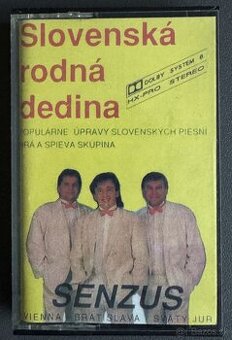 Slovenská
rodná
dedina
DOLBY SYSTEM B
HX-PRO STEREO
POPULÁRNE ÚPRAVY SLOVENSKÝCH PIESNÍ
HRÁ A SPIEVA SKUPINA
SENZUS
VIENNA BRATISLAVA SVÄTÝ JUR